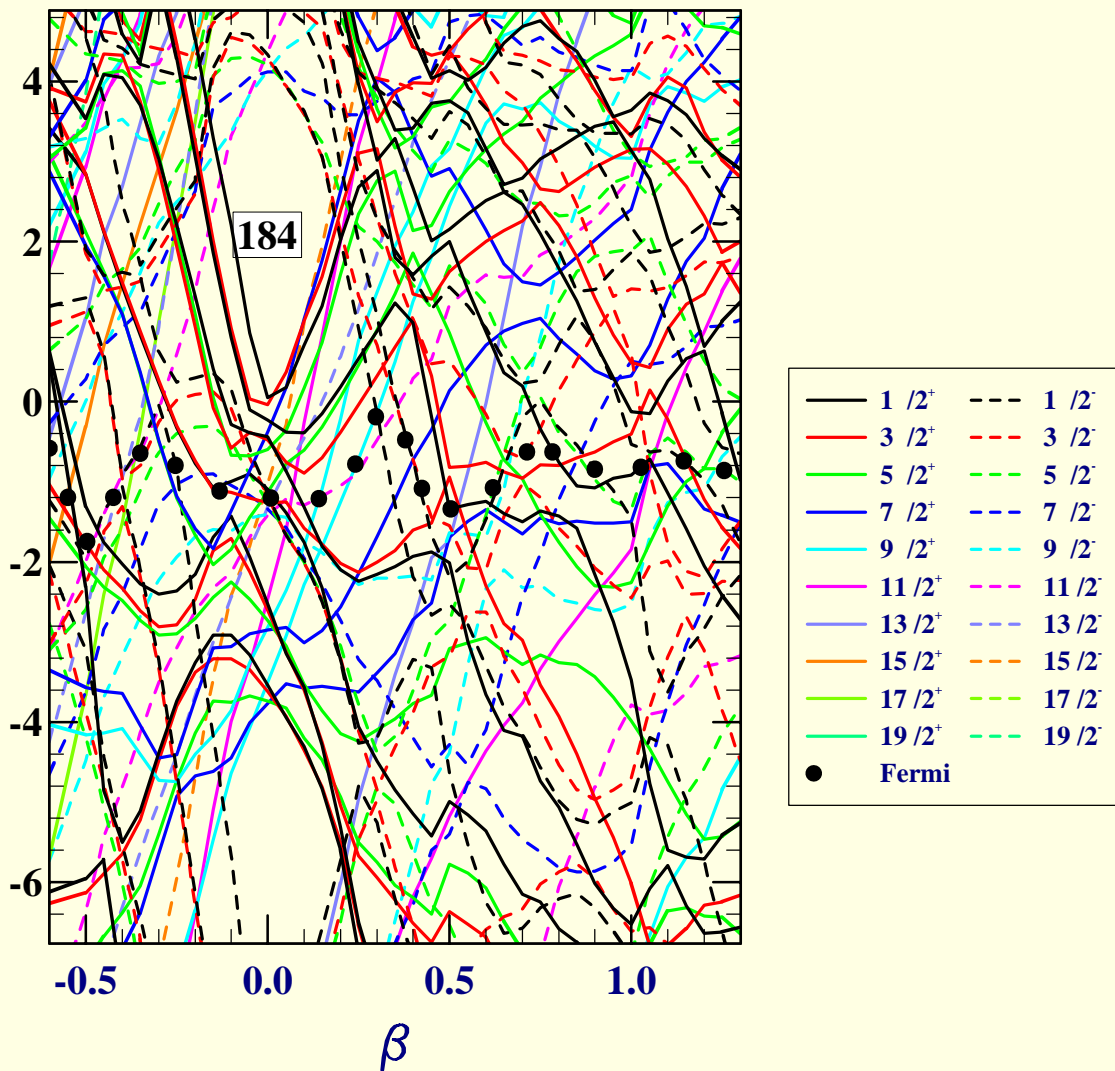 4
2
0
-2
-4
-6
184
-0.5 0.0 0.5 1.0
β
1 /2⁺ 1 /2⁻
3 /2⁺ 3 /2⁻
5 /2⁺ 5 /2⁻
7 /2⁺ 7 /2⁻
9 /2⁺ 9 /2⁻
11 /2⁺ 11 /2⁻
13 /2⁺ 13 /2⁻
15 /2⁺ 15 /2⁻
17 /2⁺ 17 /2⁻
19 /2⁺ 19 /2⁻
Fermi